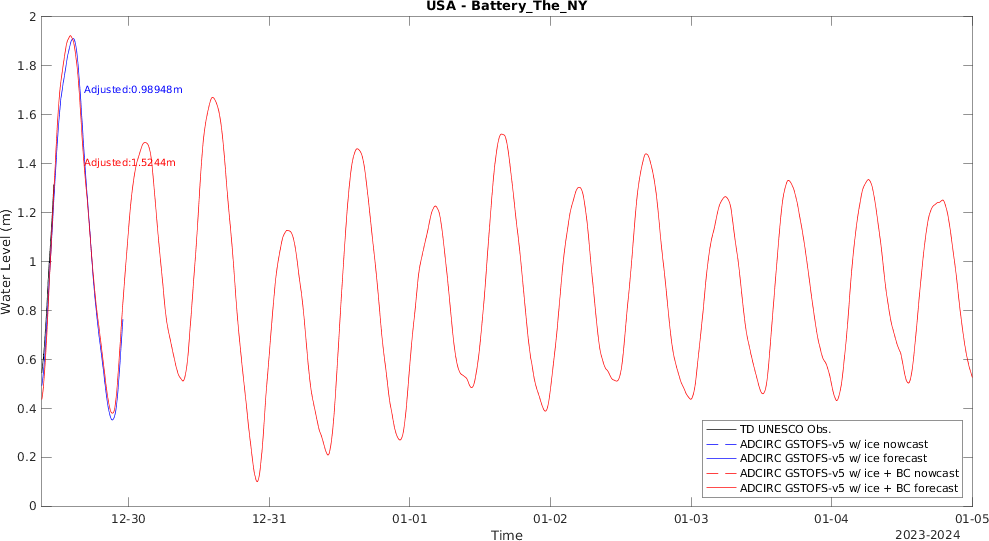 USA - Battery_The_NY
2
1.8
1.6
1.4
1.2
1
0.8
0.6
0.4
0.2
0
Water Level (m)
Adjusted:0.98948m
Adjusted:1.5244m
TD UNESCO Obs.
ADCIRC GSTOFS-v5 w/ ice nowcast
ADCIRC GSTOFS-v5 w/ ice forecast
ADCIRC GSTOFS-v5 w/ ice + BC nowcast
ADCIRC GSTOFS-v5 w/ ice + BC forecast
12-30 12-31 01-01 01-02 01-03 01-04 01-05
Time
2023-2024